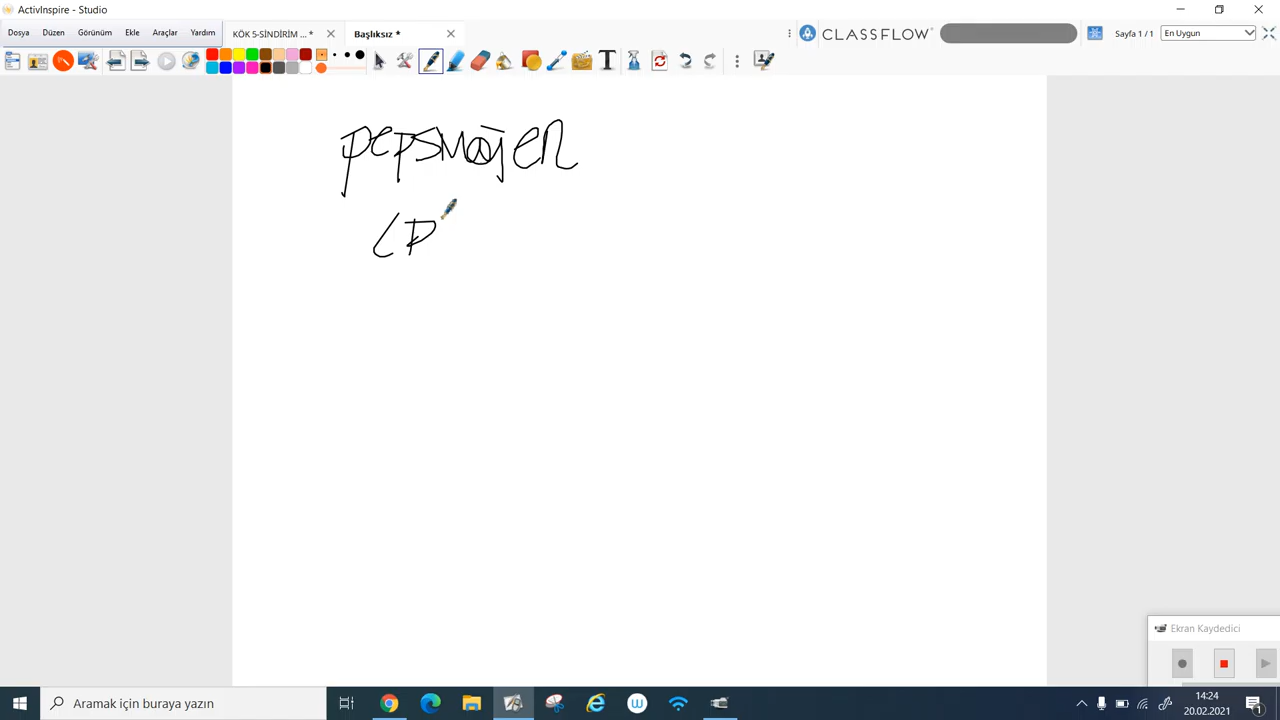 ActivInspire - Studio
Dosya Düzen Görünüm Ekle Araçlar Yardım KÖK 5-SİNDİRİM ... * Başlıksız * CLASSFLOW Sayfa 1 / 1 En Uygun
pepsinojen
(P
Ekran Kaydedici
Aramak için buraya yazın
14:24
20.02.2021